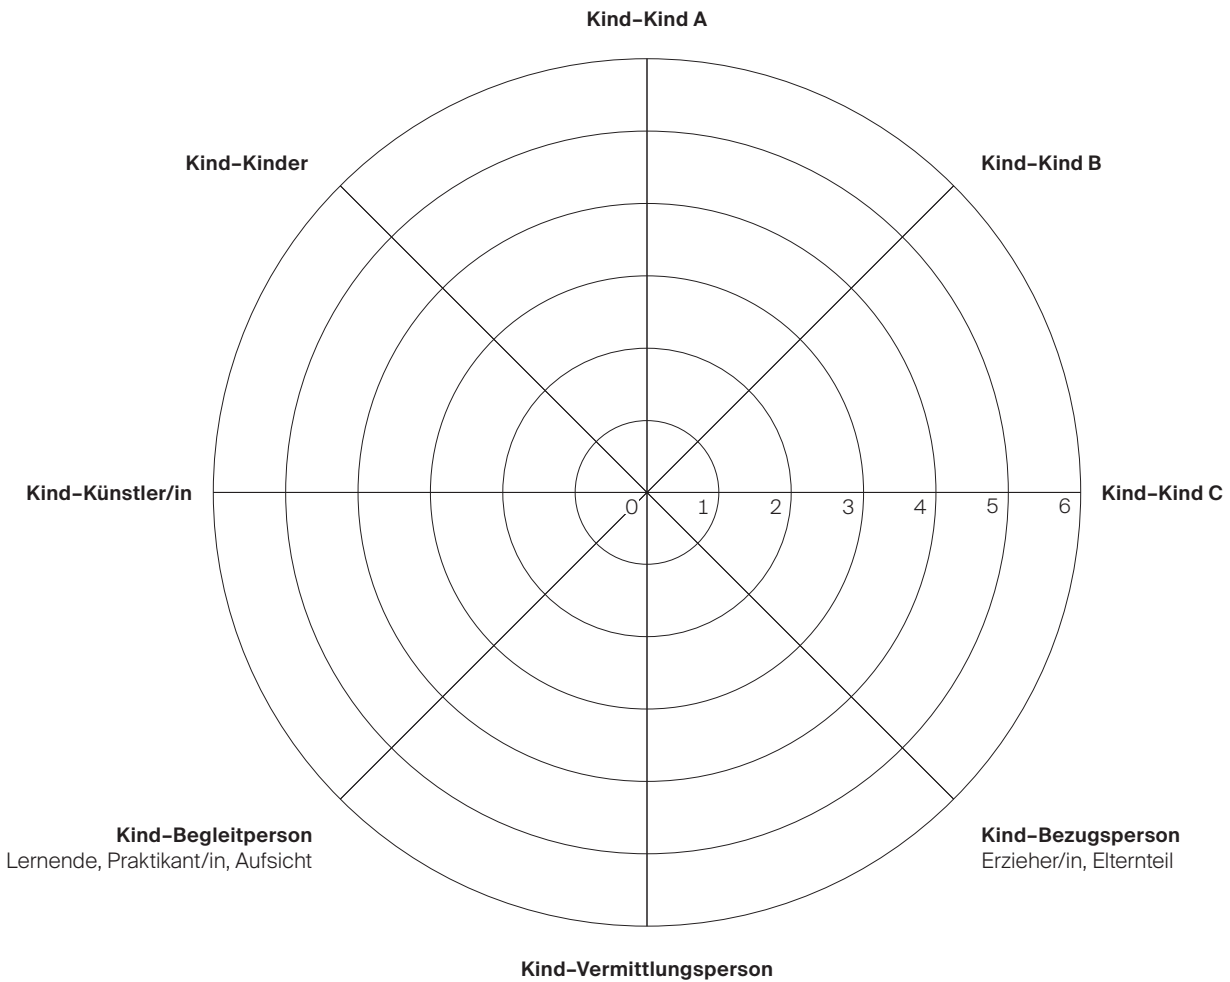 Kind–Kind A
Kind–Kinder
Kind–Kind B
Kind–Künstler/in
0 1 2 3 4 5 6
Kind–Kind C
Kind–Begleitperson
Lernende, Praktikant/in, Aufsicht
Kind–Bezugsperson
Erzieher/in, Elternteil
Kind–Vermittlungsperson